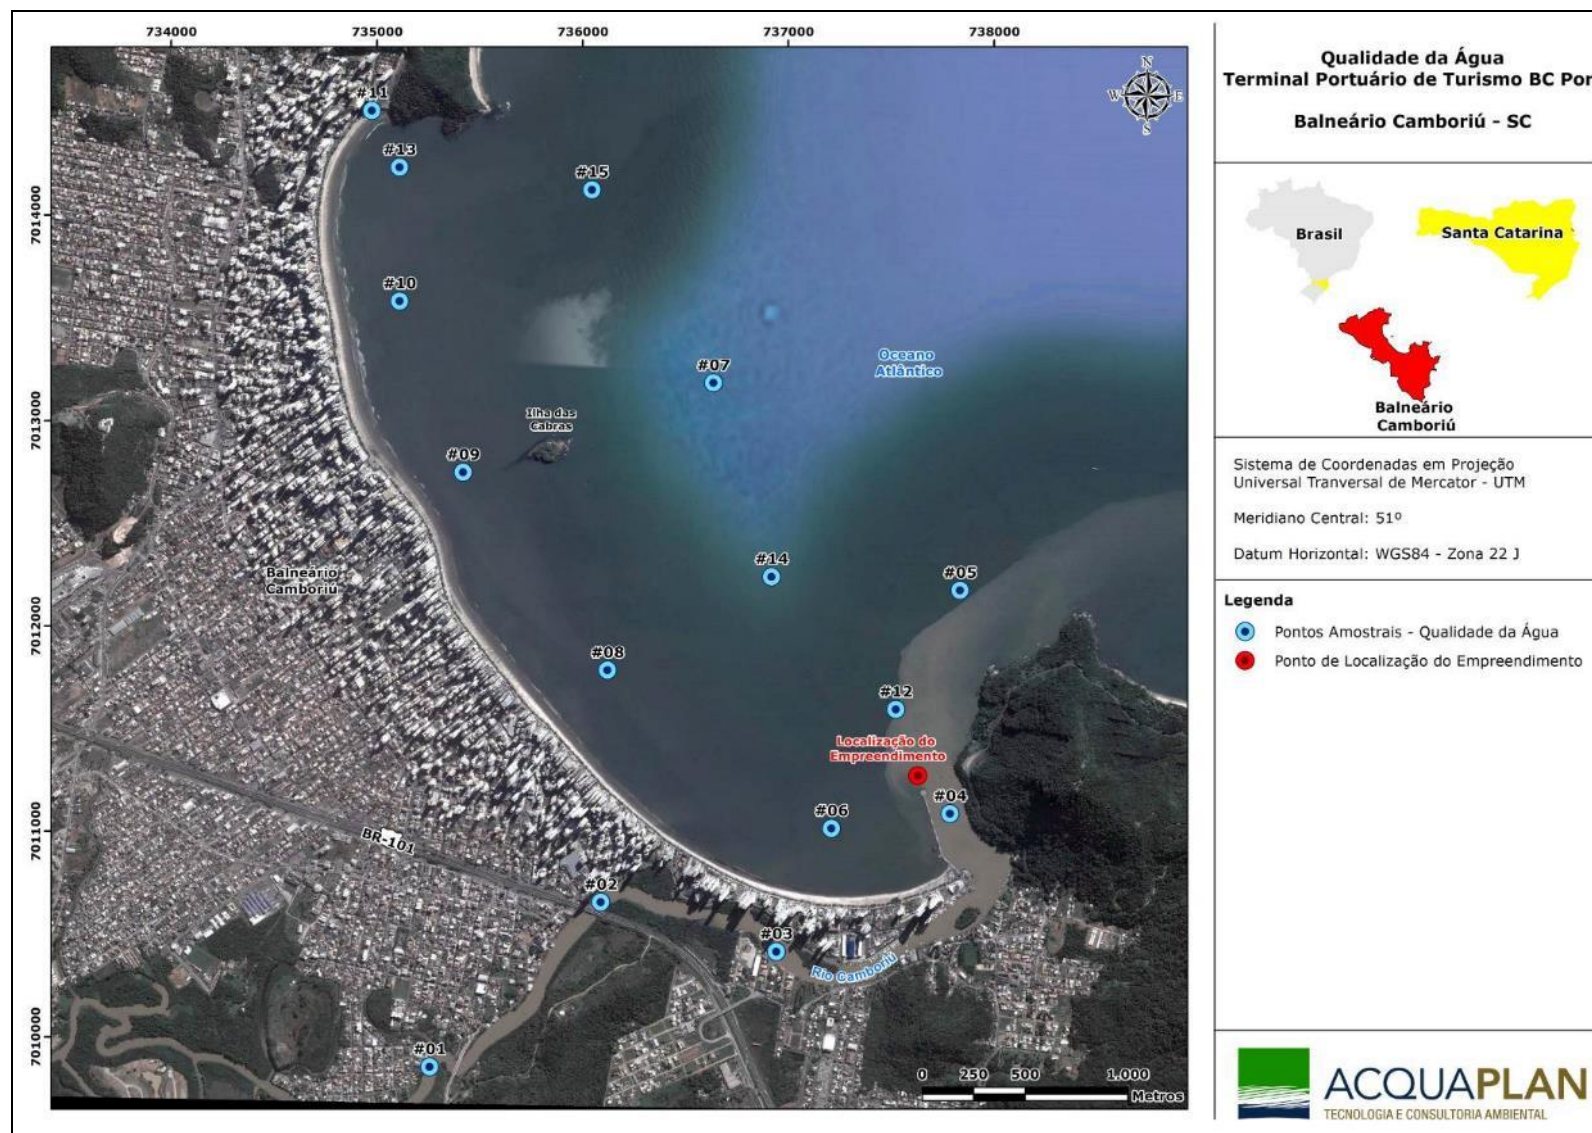 734000
735000
736000
737000
738000
7014000
7013000
7012000
7011000
7010000
N
W
E
S
#11
#13
#15
#10
#07
Oceano
Atlântico
Ilha das
Cabras
#09
#14
#05
Balneário
Camboriú
#08
#12
Localização do
Empreendimento
#04
#06
BR-101
#02
#03
Rio Camboriú
#01
0
250
500
1.000
Metros
Qualidade da Água
Terminal Portuário de Turismo BC Por
Balneário Camboriú - SC
Brasil
Santa Catarina
Balneário
Camboriú
Sistema de Coordenadas em Projeção
Universal Tranversal de Mercator - UTM
Meridiano Central: 51º
Datum Horizontal: WGS84 - Zona 22 J
Legenda
Pontos Amostrais - Qualidade da Água
Ponto de Localização do Empreendimento
ACQUAPLAN
TECNOLOGIA E CONSULTORIA AMBIENTAL